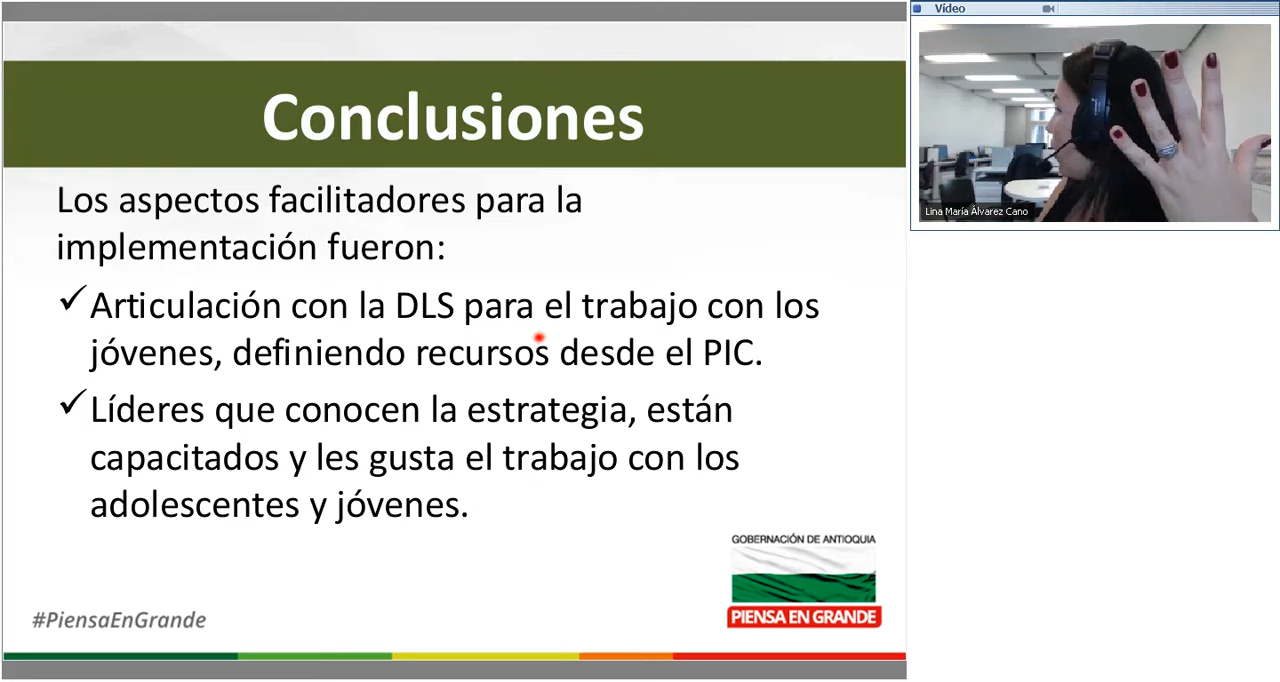 Conclusiones
Los aspectos facilitadores para la
implementación fueron:
✓Articulación con la DLS para el trabajo con los
jóvenes, definiendo recursos desde el PIC.
✓Líderes que conocen la estrategia, están
capacitados y les gusta el trabajo con los
adolescentes y jóvenes.
GOBERNACIÓN DE ANTIOQUIA
PIENSA EN GRANDE
#PiensaEnGrande
Vídeo
Lina María Álvarez Cano